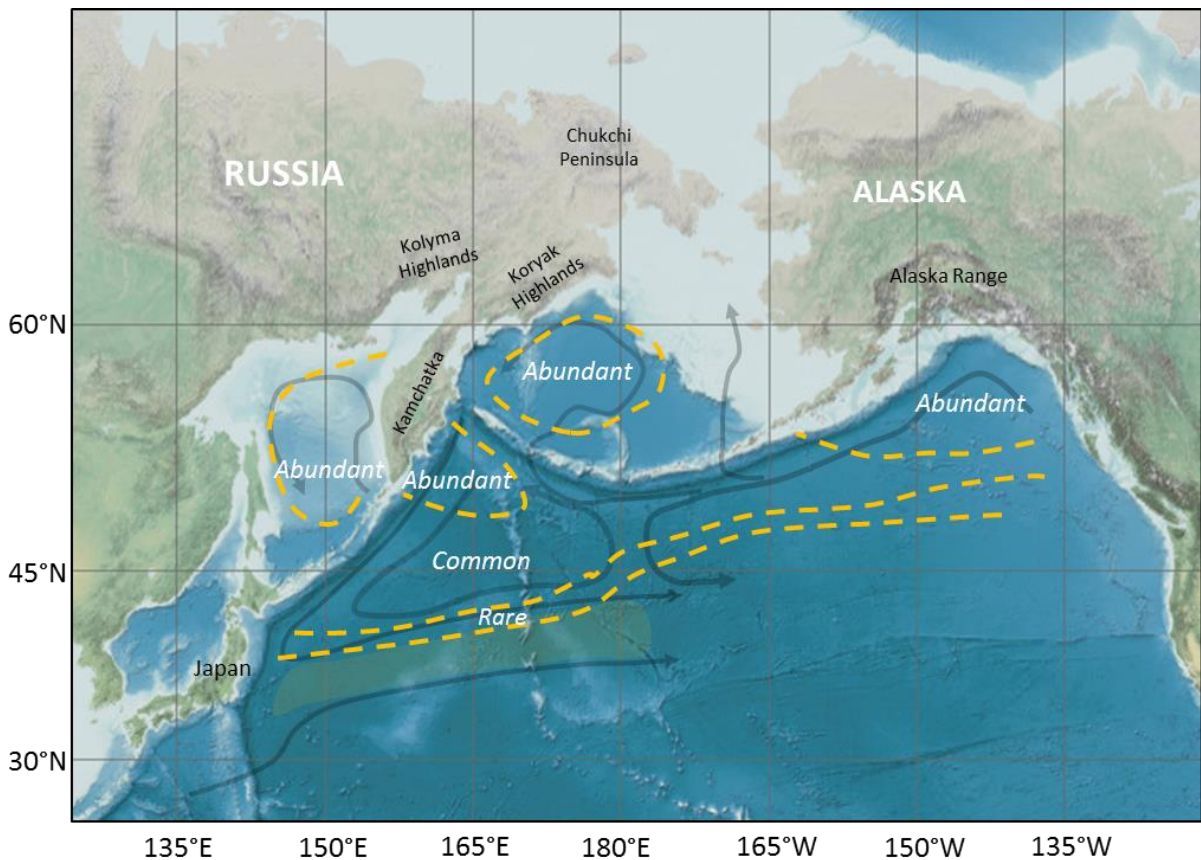 Chukchi
Peninsula
RUSSIA
ALASKA
Kolyma
Highlands
Koryak
Highlands
Alaska Range
60°N
Kamchatka
Abundant
Abundant
Abundant
Abundant
Common
45°N
Rare
Japan
30°N
135°E
150°E
165°E
180°E
165°W
150°W
135°W